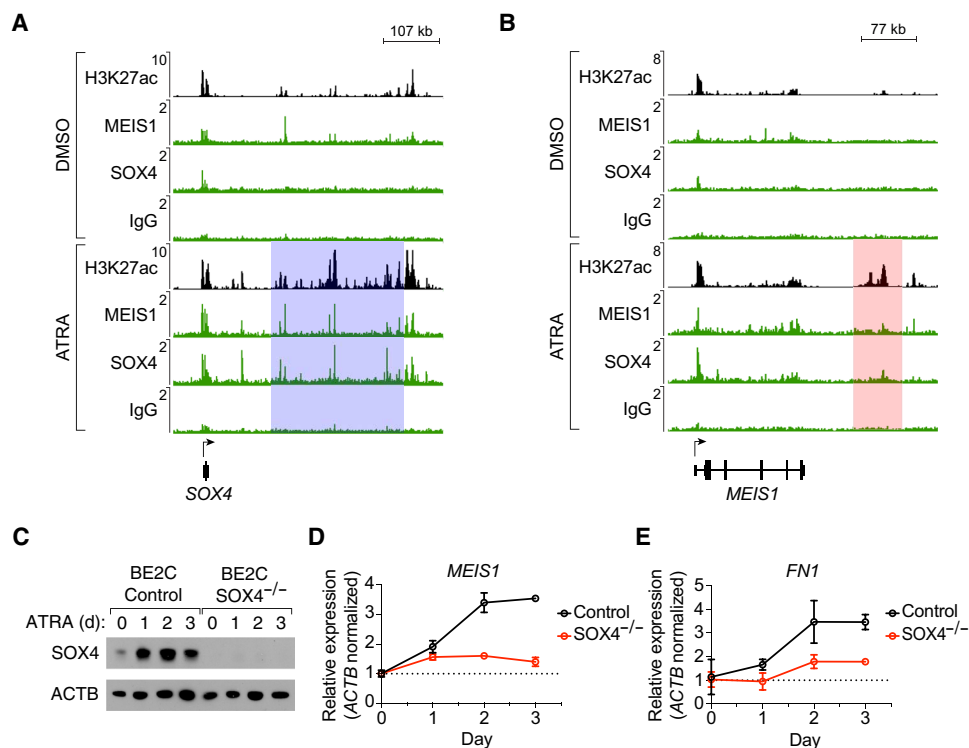 A
107 kb
DMSO
10
H3K27ac
2
MEIS1
2
SOX4
2
IgG
ATRA
10
H3K27ac
2
MEIS1
2
SOX4
2
IgG
SOX4
B
77 kb
DMSO
8
H3K27ac
2
MEIS1
2
SOX4
2
IgG
ATRA
8
H3K27ac
2
MEIS1
2
SOX4
2
IgG
MEIS1
C
BE2C Control
BE2C SOX4−/−
ATRA (d): 0 1 2 3 0 1 2 3
SOX4
ACTB
D
MEIS1
Relative expression
(ACTB normalized)
4
3
2
1
0
0 1 2 3
Day
Control
SOX4−/−
E
FN1
Relative expression
(ACTB normalized)
5
4
3
2
1
0
0 1 2 3
Day
Control
SOX4−/−